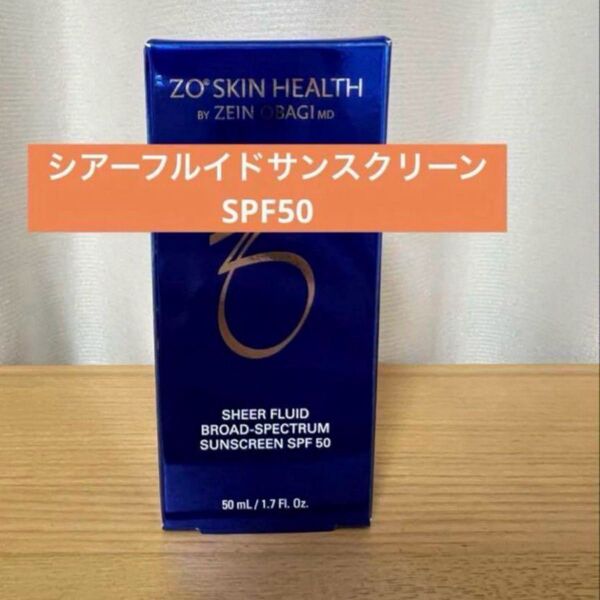 ZO® SKIN HEALTH
BY ZEIN OBAGI MD
シアーフルイドサンスクリーン
SPF50
SHEER FLUID
BROAD-SPECTRUM
SUNSCREEN SPF 50
50 mL / 1.7 Fl. Oz.